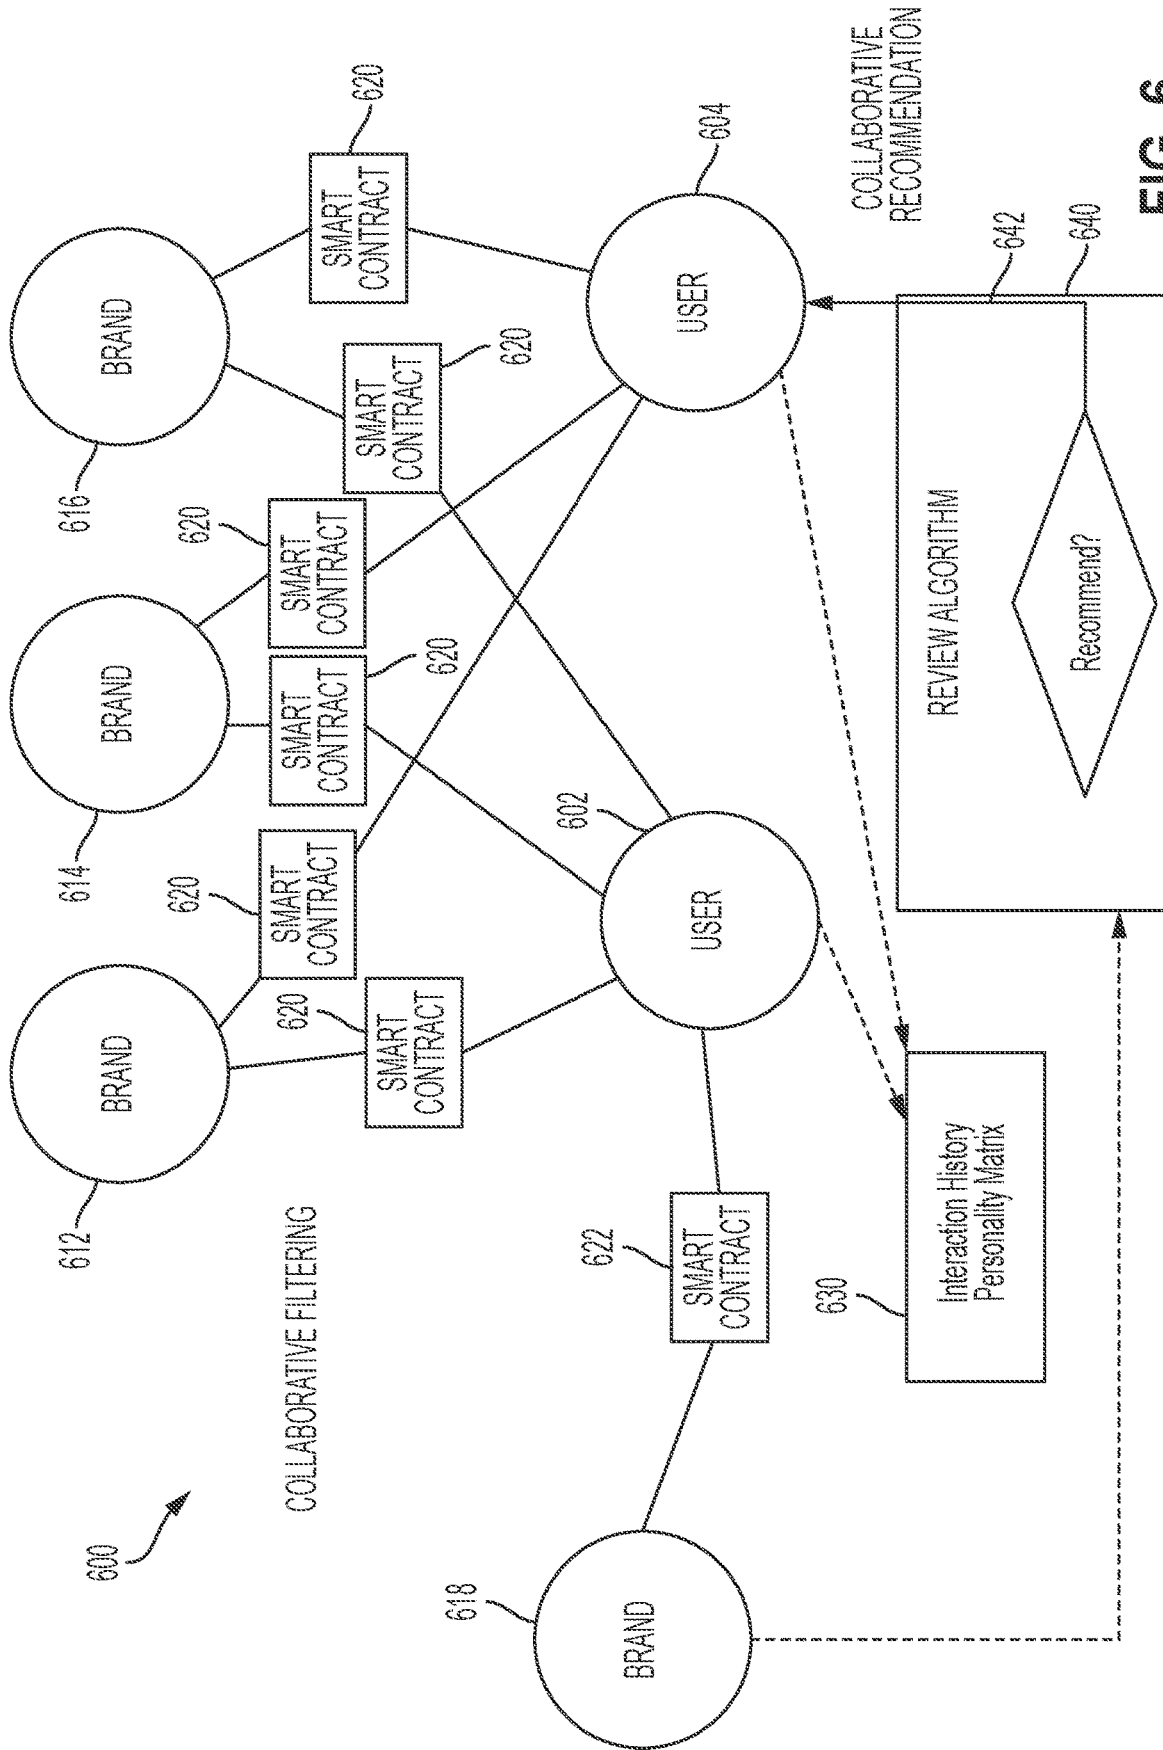 600
612
614
616
BRAND
BRAND
BRAND
620
620
620
620
COLLABORATIVE FILTERING
SMART
CONTRACT
SMART
CONTRACT
SMART
CONTRACT
SMART
CONTRACT
SMART
CONTRACT
SMART
CONTRACT
620
620
618
602
622
604
BRAND
SMART
CONTRACT
USER
USER
630
COLLABORATIVE
RECOMMENDATION
Interaction History
Personality Matrix
REVIEW ALGORITHM
642
Recommend?
640
FIG. 6